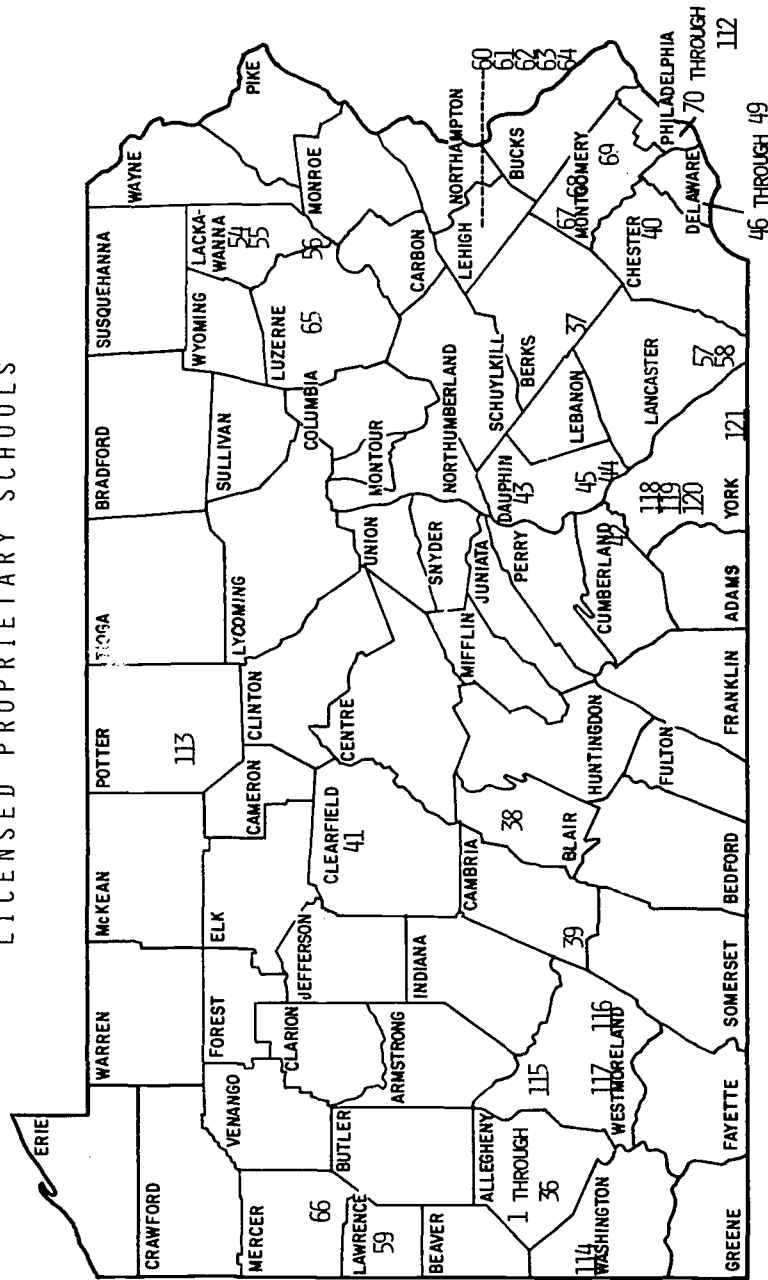 LICENSED PROPRIETARY SCHOOLS
ERIE
CRAWFORD
WARREN
McKEAN
POTTER
113
TIOGA
BRADFORD
SUSQUEHANNA
WAYNE
PIKE
MERCER
66
VENANGO
FOREST
ELK
CAMERON
CLINTON
LYCOMING
SULLIVAN
WYOMING
LACKA-
WANNA
54
55
56
LUZERNE
65
COLUMBIA
MONTOUR
MONROE
CARBON
LAWRENCE
59
BUTLER
CLARION
JEFFERSON
CLEARFIELD
41
CENTRE
UNION
SNYDER
NORTHUMBERLAND
SCHUYLKILL
LEHIGH
NORTHAMPTON
60
61
62
63
64
BEAVER
ARMSTRONG
INDIANA
CAMBRIA
39
BLAIR
38
HUNTINGDON
MIFFLIN
JUNIATA
PERRY
DAUPHIN
43
45
44
LEBANON
BERKS
37
BUCKS
MONTGOMERY
67
68
69
ALLEGHENY
1 THROUGH
36
WESTMORELAND
115
116
117
WASHINGTON
114
GREENE
FAYETTE
SOMERSET
BEDFORD
FULTON
FRANKLIN
CUMBERLAND
42
ADAMS
YORK
118
119
120
121
LANCASTER
57
58
CHESTER
40
DELAWARE
46 THROUGH 49
PHILADELPHIA
70 THROUGH
112